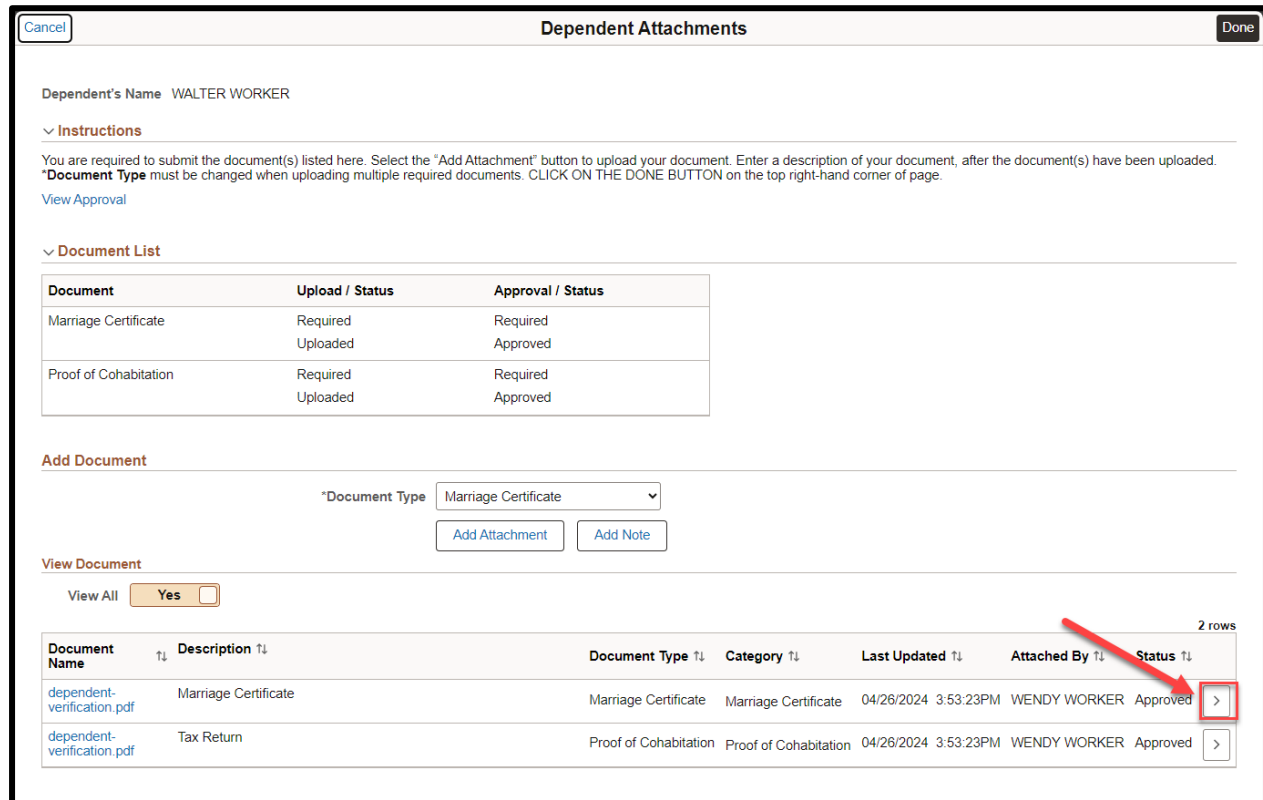 Cancel Dependent Attachments Done
Dependent's Name WALTER WORKER
Instructions
You are required to submit the document(s) listed here. Select the “Add Attachment” button to upload your document. Enter a description of your document, after the document(s) have been uploaded.
*Document Type must be changed when uploading multiple required documents. CLICK ON THE DONE BUTTON on the top right-hand corner of page.
View Approval
Document List
Document Upload / Status Approval / Status
Marriage Certificate Required Required
Uploaded Approved
Proof of Cohabitation Required Required
Uploaded Approved
Add Document
*Document Type Marriage Certificate
Add Attachment Add Note
View Document
View All Yes
2 rows
Document Name Description Document Type Category Last Updated Attached By Status
dependent-verification.pdf Marriage Certificate Marriage Certificate Marriage Certificate 04/26/2024 3:53:23PM WENDY WORKER Approved
dependent-verification.pdf Tax Return Proof of Cohabitation Proof of Cohabitation 04/26/2024 3:53:23PM WENDY WORKER Approved